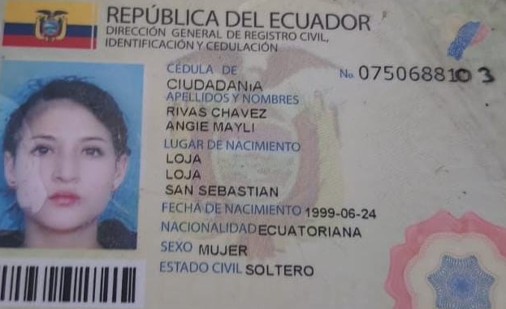 REPÚBLICA DEL ECUADOR
DIRECCIÓN GENERAL DE REGISTRO CIVIL,
IDENTIFICACIÓN Y CEDULACIÓN
CÉDULA DE No. 0750688103
CIUDADANIA
APELLIDOS Y NOMBRES
RIVAS CHAVEZ
ANGIE MAYLI
LUGAR DE NACIMIENTO
LOJA
LOJA
SAN SEBASTIAN
FECHA DE NACIMIENTO 1999-06-24
NACIONALIDAD ECUATORIANA
SEXO MUJER
ESTADO CIVIL SOLTERO